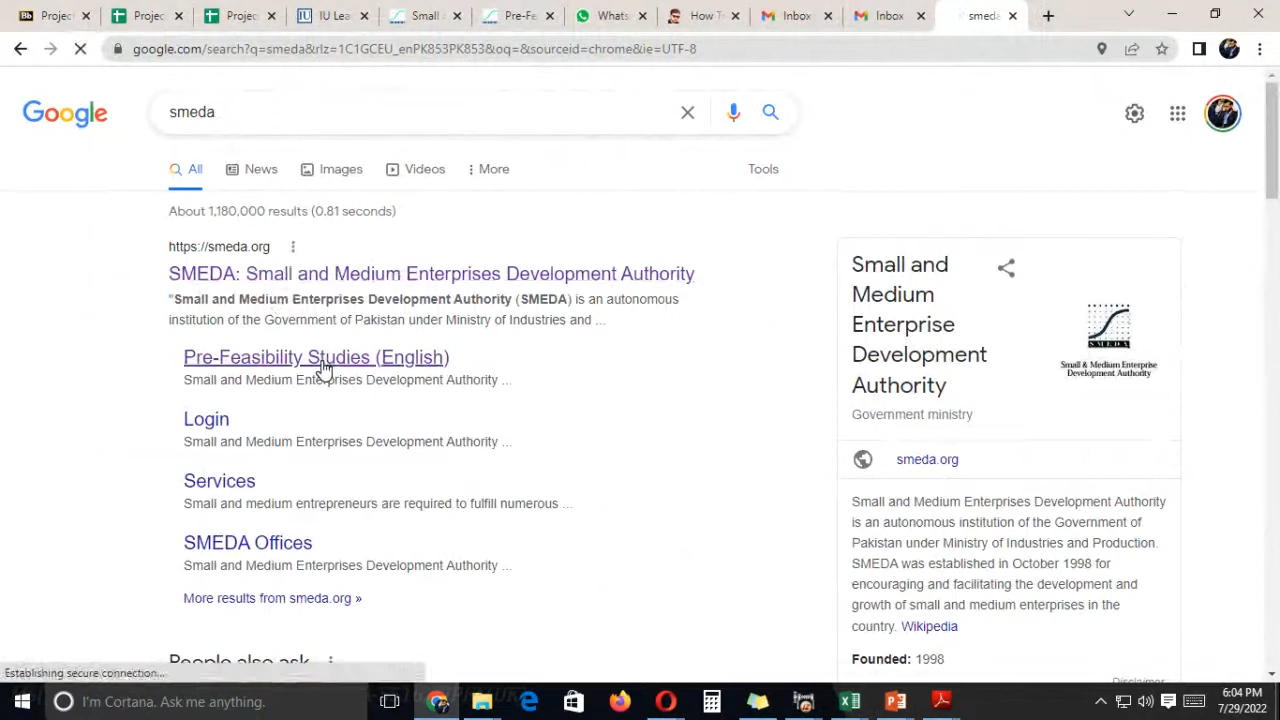 Bb Projec
Projec
Projec
IU Lea
Small a
Pre-Fe
Whats
How T
Inbox
Inbox
smeda
google.com/search?q=smeda&rlz=1C1GCEU_enPK853PK853&oq=&sourceid=chrome&ie=UTF-8
Google
smeda
All
News
Images
Videos
More
Tools
About 1,180,000 results (0.81 seconds)
https://smeda.org
SMEDA: Small and Medium Enterprises Development Authority
"Small and Medium Enterprises Development Authority (SMEDA) is an autonomous
institution of the Government of Pakistan under Ministry of Industries and ...
Pre-Feasibility Studies (English)
Small and Medium Enterprises Development Authority ...
Login
Small and Medium Enterprises Development Authority ...
Services
Small and medium entrepreneurs are required to fulfill numerous ...
SMEDA Offices
Small and Medium Enterprises Development Authority ...
More results from smeda.org »
People also ask
Small and
Medium
Enterprise
Development
Authority
Government ministry
SMEDA
Small & Medium Enterprise
Development Authority
smeda.org
Small and Medium Enterprises Development Authority
is an autonomous institution of the Government of
Pakistan under Ministry of Industries and Production.
SMEDA was established in October 1998 for
encouraging and facilitating the development and
growth of small and medium enterprises in the
country. Wikipedia
Founded: 1998
Disclaimer
Establishing secure connection...
I'm Cortana. Ask me anything.
6:04 PM
7/29/2022